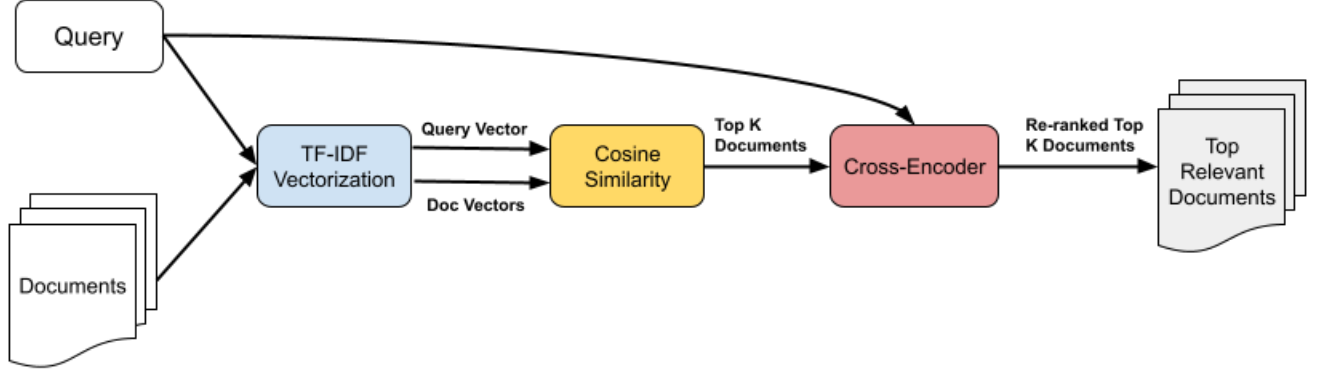 Query
Documents
TF-IDF
Vectorization
Query Vector
Doc Vectors
Cosine
Similarity
Top K
Documents
Cross-Encoder
Re-ranked Top
K Documents
Top
Relevant
Documents